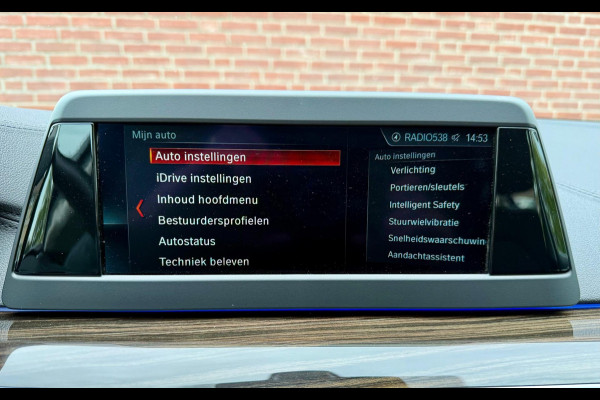 Mijn auto
RADIO538 14:53
Auto instellingen
iDrive instellingen
Inhoud hoofdmenu
Bestuurdersprofielen
Autostatus
Techniek beleven
Auto instellingen
Verlichting
Portieren/sleutels
Intelligent Safety
Stuurwielvibratie
Snelheidswaarschuwin
Aandachtassistent